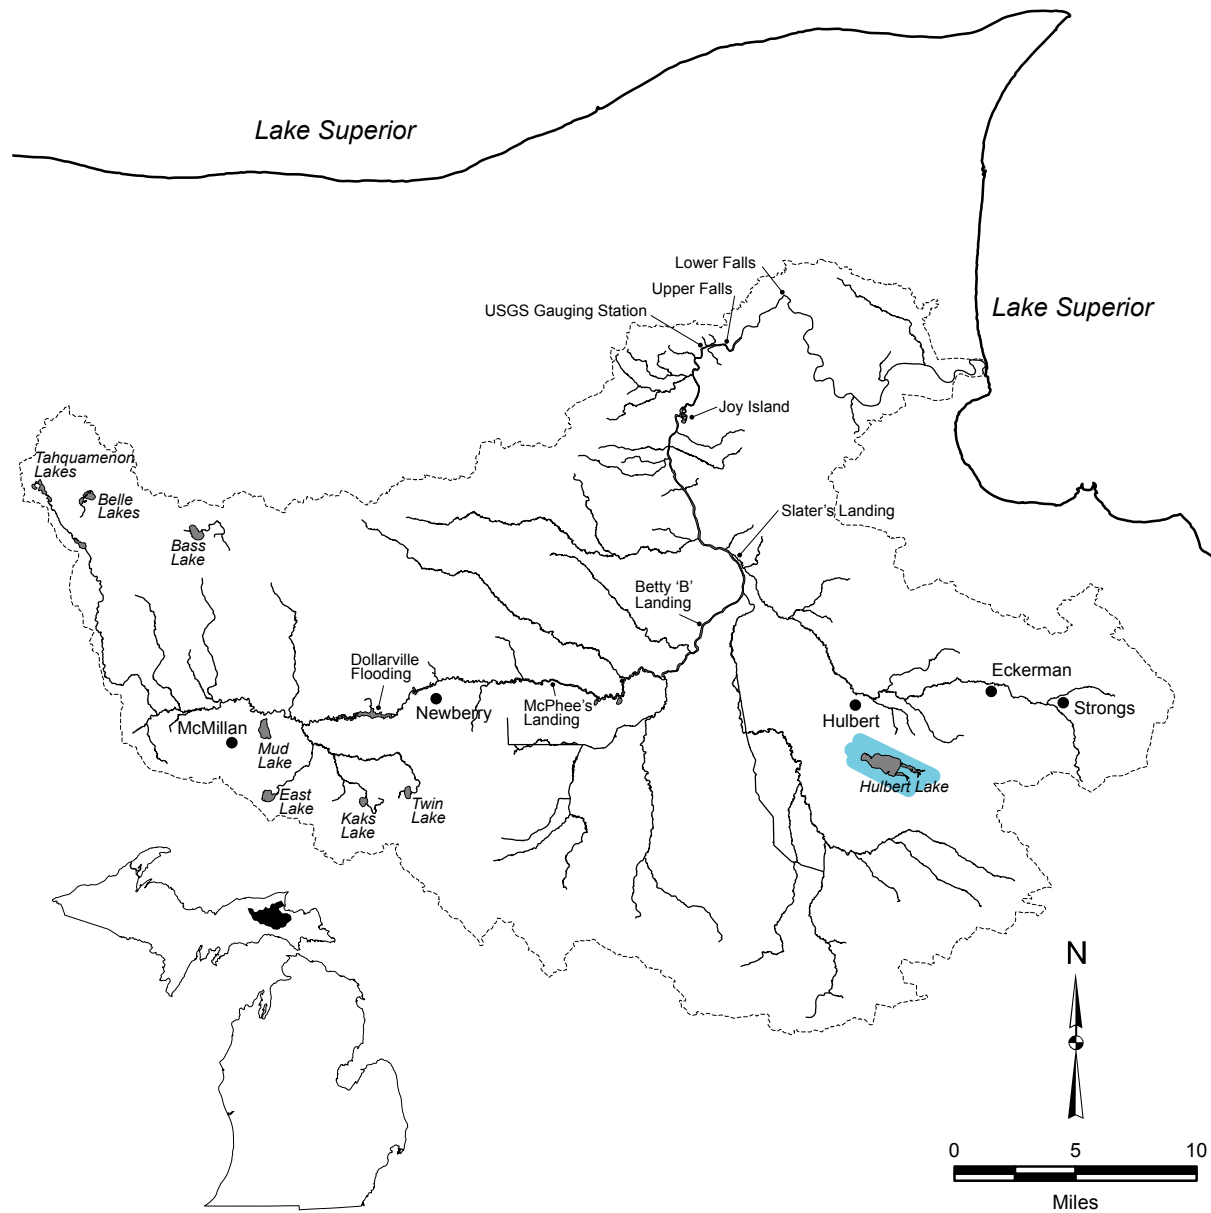 Lake Superior
Lower Falls
Upper Falls
USGS Gauging Station
Lake Superior
Joy Island
Tahquamenon
Lakes
Belle
Lakes
Bass
Lake
Slater's Landing
Betty 'B'
Landing
Dollarville
Flooding
Eckerman
Newberry
McPhee's
Landing
Strongs
Hulbert
McMillan
Mud
Lake
Hulbert Lake
East
Lake
Kaks
Lake
Twin
Lake
N
0 5 10
Miles